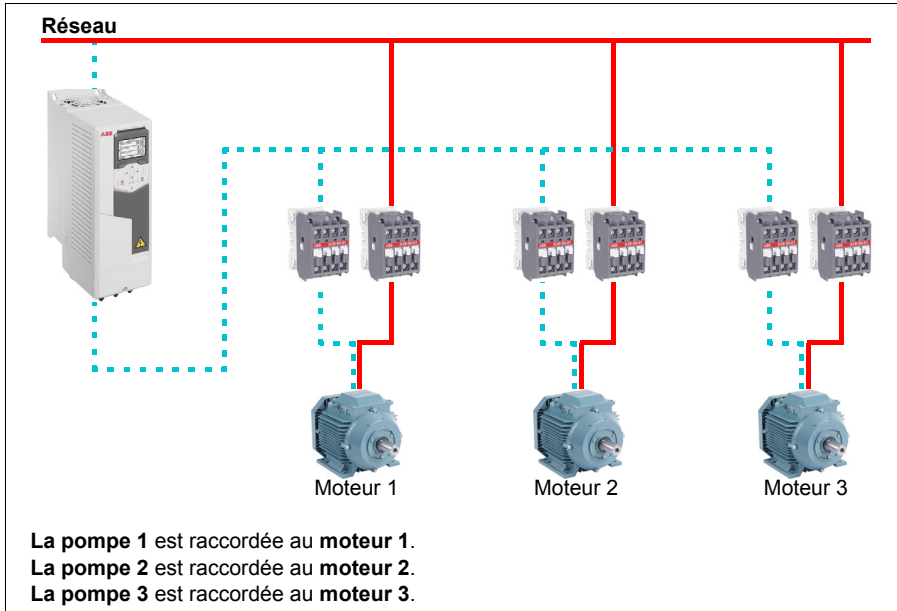 Réseau
ABB
Moteur 1
Moteur 2
Moteur 3
La pompe 1 est raccordée au moteur 1.
La pompe 2 est raccordée au moteur 2.
La pompe 3 est raccordée au moteur 3.